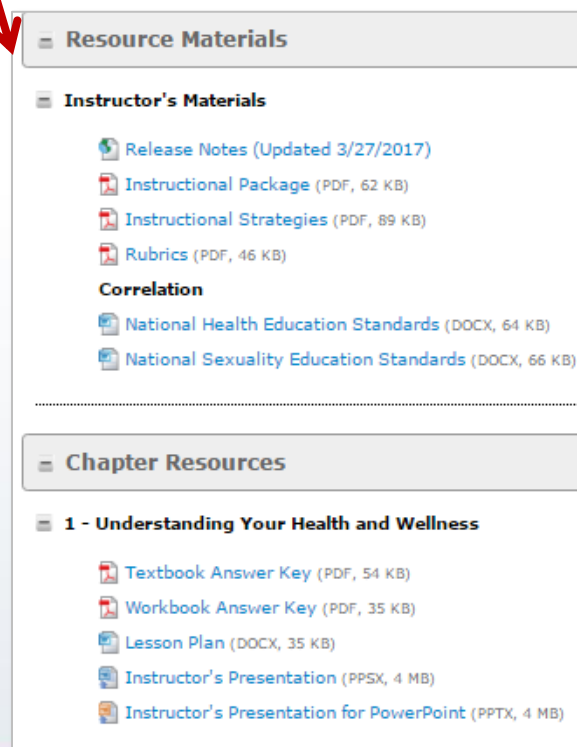 Resource Materials
Instructor's Materials
Release Notes (Updated 3/27/2017)
Instructional Package (PDF, 62 KB)
Instructional Strategies (PDF, 89 KB)
Rubrics (PDF, 46 KB)
Correlation
National Health Education Standards (DOCX, 64 KB)
National Sexuality Education Standards (DOCX, 66 KB)
Chapter Resources
1 - Understanding Your Health and Wellness
Textbook Answer Key (PDF, 54 KB)
Workbook Answer Key (PDF, 35 KB)
Lesson Plan (DOCX, 35 KB)
Instructor's Presentation (PPSX, 4 MB)
Instructor's Presentation for PowerPoint (PPTX, 4 MB)